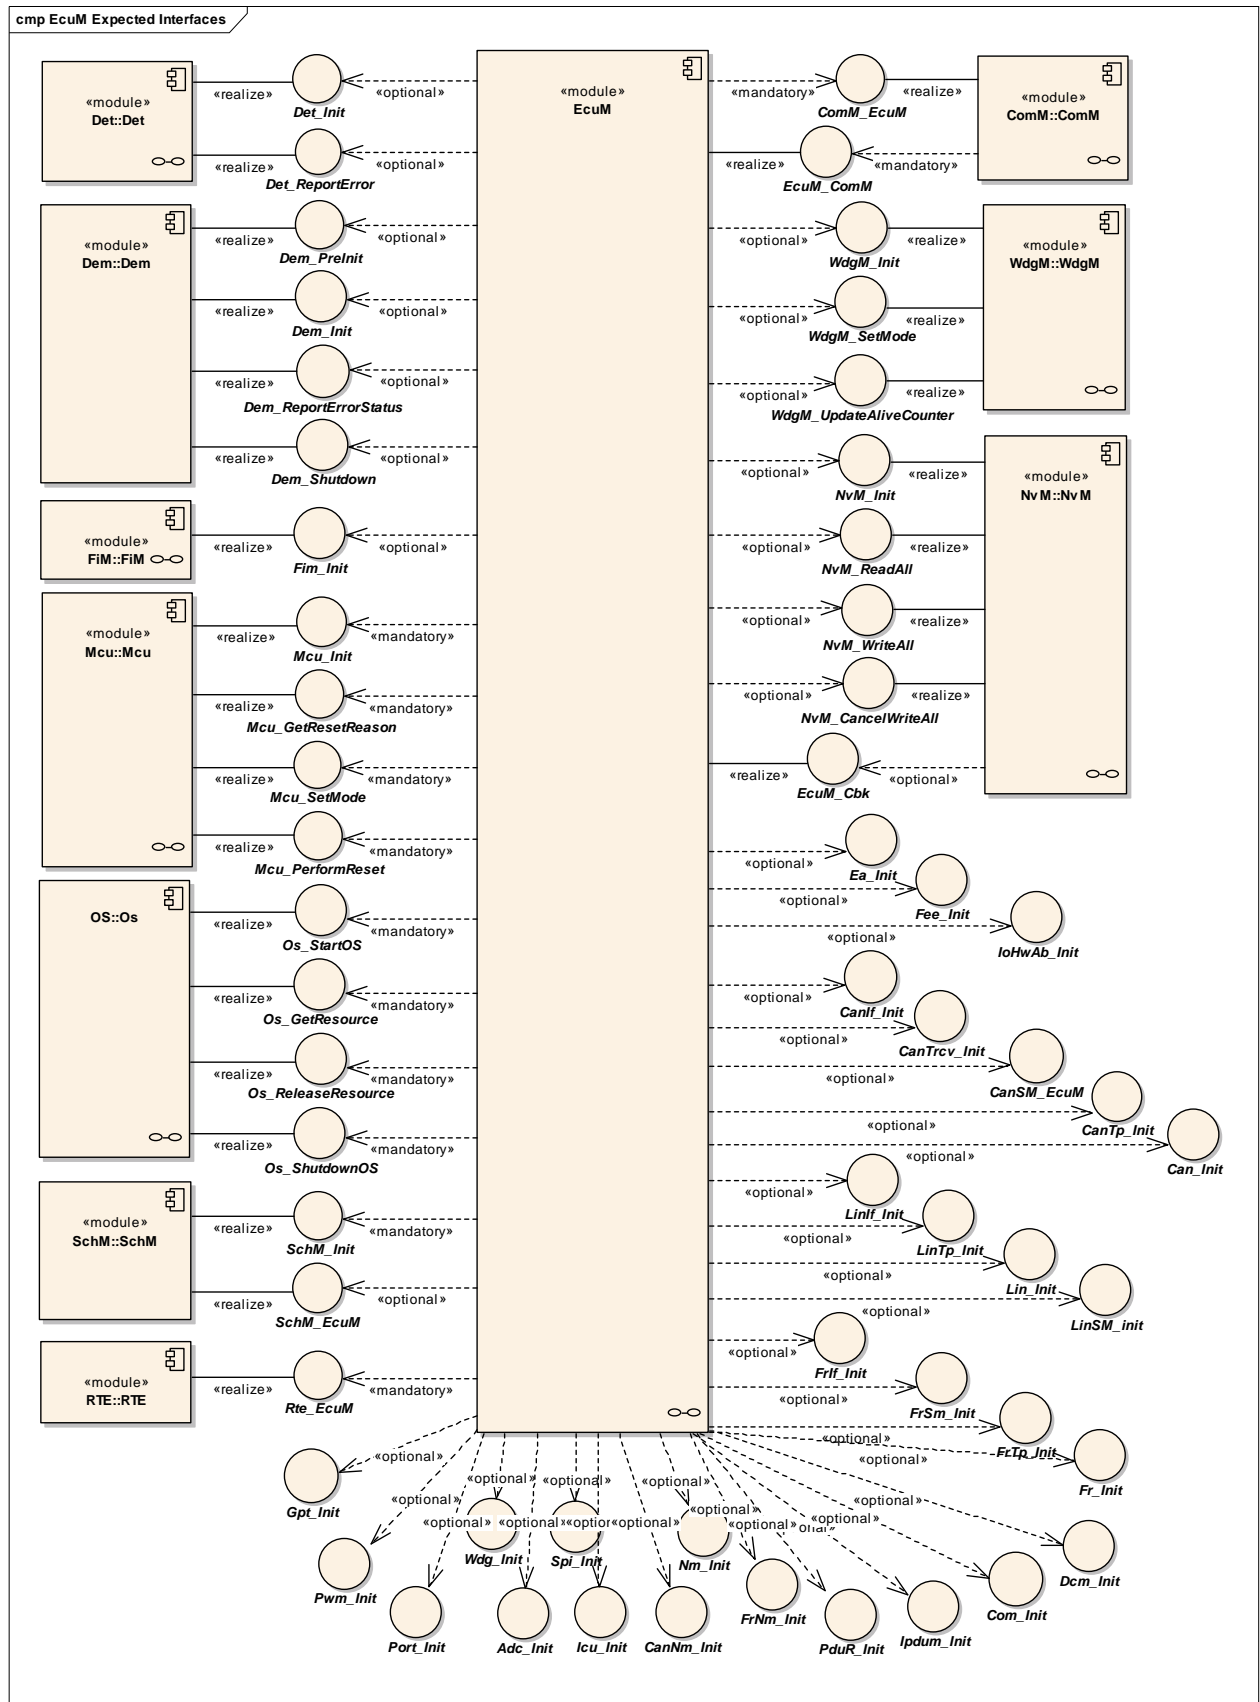 cmp EcuM Expected Interfaces
«module»
Det::Det
«realize»
Det_Init
«optional»
«realize»
Det_ReportError
«optional»
«module»
Dem::Dem
«realize»
Dem_PreInit
«optional»
«realize»
Dem_Init
«optional»
«realize»
Dem_ReportErrorStatus
«optional»
«realize»
Dem_Shutdown
«optional»
«module»
FiM::FiM
«realize»
Fim_Init
«optional»
«module»
Mcu::Mcu
«realize»
Mcu_Init
«mandatory»
«realize»
Mcu_GetResetReason
«mandatory»
«realize»
Mcu_SetMode
«mandatory»
«realize»
Mcu_PerformReset
«mandatory»
OS::Os
«realize»
Os_StartOS
«mandatory»
«realize»
Os_GetResource
«mandatory»
«realize»
Os_ReleaseResource
«mandatory»
«realize»
Os_ShutdownOS
«mandatory»
«module»
SchM::SchM
«realize»
SchM_Init
«mandatory»
«realize»
SchM_EcuM
«optional»
«module»
RTE::RTE
«realize»
Rte_EcuM
«mandatory»
«module»
EcuM
«mandatory»
ComM_EcuM
«realize»
«module»
ComM::ComM
«realize»
EcuM_ComM
«mandatory»
«optional»
WdgM_Init
«realize»
«module»
WdgM::WdgM
«optional»
WdgM_SetMode
«realize»
«optional»
WdgM_UpdateAliveCounter
«realize»
«optional»
NvM_Init
«realize»
«module»
NvM::NvM
«optional»
NvM_ReadAll
«realize»
«optional»
NvM_WriteAll
«realize»
«optional»
NvM_CancelWriteAll
«realize»
«realize»
EcuM_Cbk
«optional»
«optional»
Ea_Init
«optional»
Fee_Init
«optional»
IoHwAb_Init
«optional»
CanIf_Init
«optional»
CanTrcv_Init
«optional»
CanSM_EcuM
«optional»
CanTp_Init
«optional»
Can_Init
«optional»
LinIf_Init
«optional»
LinTp_Init
«optional»
Lin_Init
«optional»
LinSM_init
«optional»
FrIf_Init
«optional»
FrSm_Init
«optional»
FrTp_Init
«optional»
Fr_Init
«optional»
Gpt_Init
«optional»
Pwm_Init
«optional»
Port_Init
«optional»
Wdg_Init
«optional»
Adc_Init
«optional»
Spi_Init
Icu_Init
«optional»
CanNm_Init
«optional»
Nm_Init
«optional»
FrNm_Init
«optional»
PduR_Init
Ipdum_Init
«optional»
Com_Init
«optional»
Dcm_Init